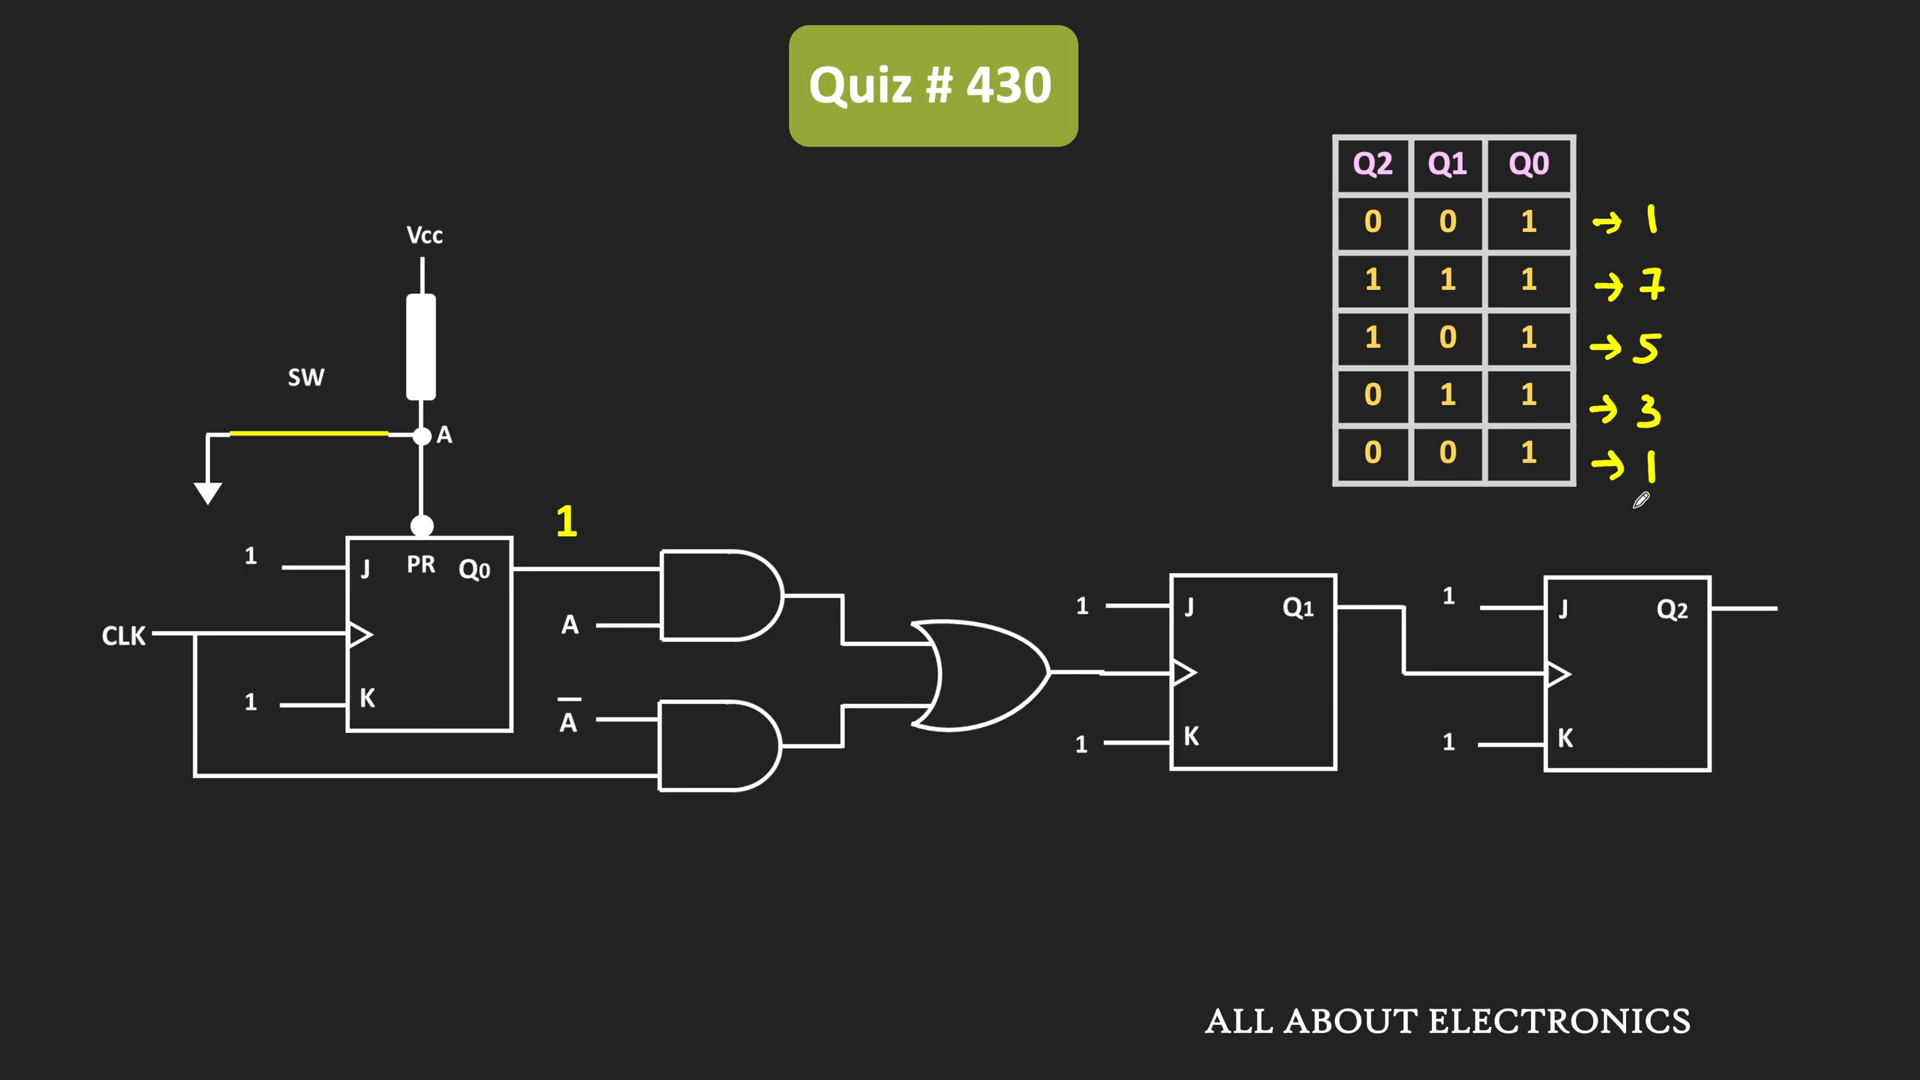 Quiz # 430
Q2 Q1 Q0
0 0 1 → 1
1 1 1 → 7
1 0 1 → 5
0 1 1 → 3
0 0 1 → 1
Vcc
SW
A
1
1 J PR Q0
A
CLK
1 K
A̅
1 J Q1
1 K
1 J Q2
1 K
ALL ABOUT ELECTRONICS